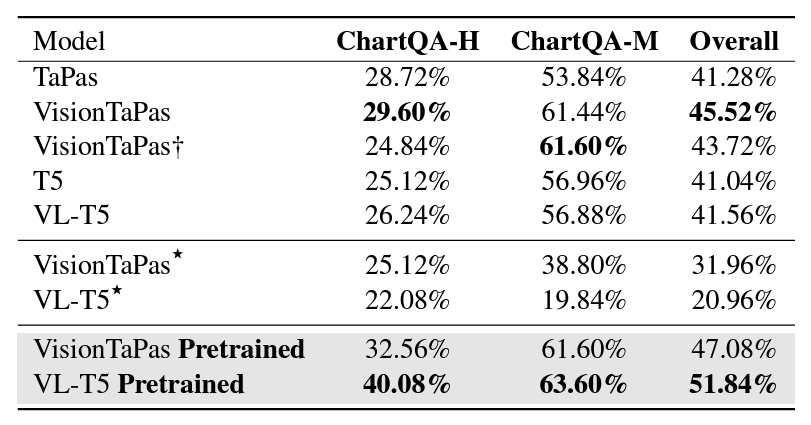 Model ChartQA-H ChartQA-M Overall
TaPas 28.72% 53.84% 41.28%
VisionTaPas 29.60% 61.44% 45.52%
VisionTaPas† 24.84% 61.60% 43.72%
T5 25.12% 56.96% 41.04%
VL-T5 26.24% 56.88% 41.56%
VisionTaPas★ 25.12% 38.80% 31.96%
VL-T5★ 22.08% 19.84% 20.96%
VisionTaPas Pretrained 32.56% 61.60% 47.08%
VL-T5 Pretrained 40.08% 63.60% 51.84%